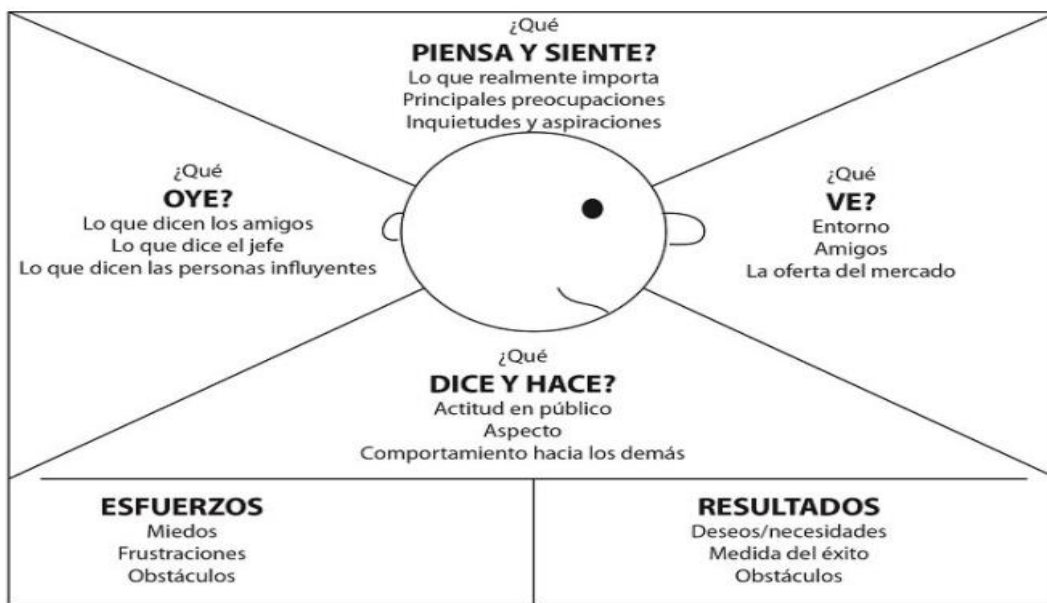 ¿Qué
PIENSA Y SIENTE?
Lo que realmente importa
Principales preocupaciones
Inquietudes y aspiraciones
¿Qué
OYE?
Lo que dicen los amigos
Lo que dice el jefe
Lo que dicen las personas influyentes
¿Qué
VE?
Entorno
Amigos
La oferta del mercado
¿Qué
DICE Y HACE?
Actitud en público
Aspecto
Comportamiento hacia los demás
ESFUERZOS
Miedos
Frustraciones
Obstáculos
RESULTADOS
Deseos/necesidades
Medida del éxito
Obstáculos